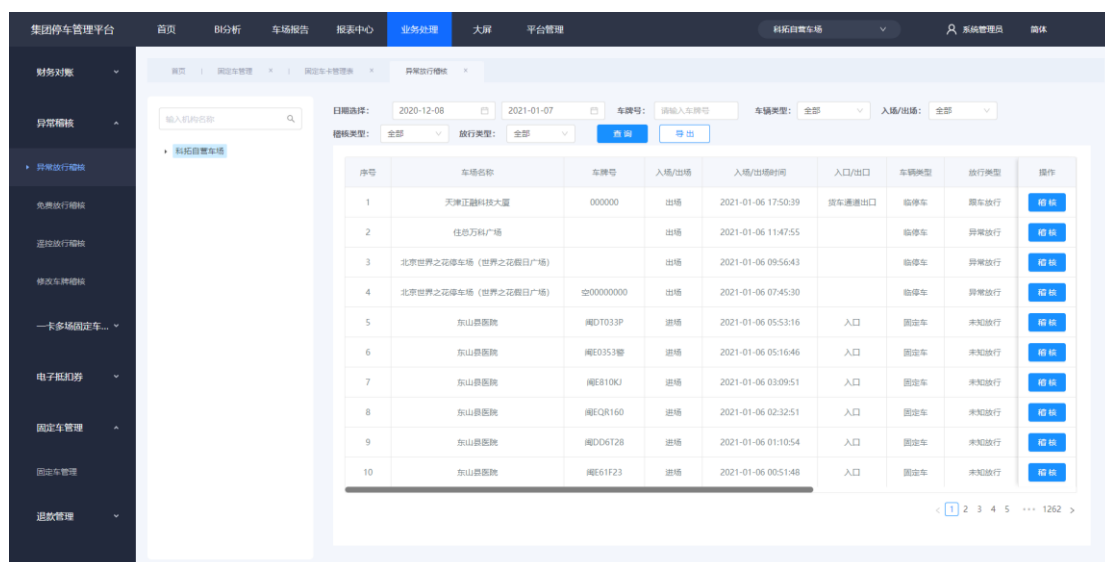 集团停车管理平台 首页 BI分析 车场报告 报表中心 业务处理 大屏 平台管理 科拓自营车场 系统管理员 简体
财务对账
异常稽核
异常放行稽核
免费放行稽核
遥控放行稽核
修改车牌稽核
一卡多场固定车...
电子抵扣券
固定车管理
固定车管理
退款管理
首页 | 固定车管理 × | 固定车卡管理类 × 异常放行稽核 ×
输入机构名称
科拓自营车场
日期选择: 2020-12-08 2021-01-07 车牌号: 请输入车牌号 车辆类型: 全部 入场/出场: 全部
稽核类型: 全部 放行类型: 全部 查询 导出
序号 车场名称 车牌号 入场/出场 入场/出场时间 入口/出口 车辆类型 放行类型 操作
1 天津正融科技大厦 000000 出场 2021-01-06 17:50:39 货车通道出口 临停车 跟车放行 稽核
2 住总万科广场 出场 2021-01-06 11:47:55 临停车 异常放行 稽核
3 北京世界之花停车场（世界之花假日广场） 出场 2021-01-06 09:56:43 临停车 异常放行 稽核
4 北京世界之花停车场（世界之花假日广场） 空00000000 出场 2021-01-06 07:45:30 临停车 异常放行 稽核
5 东山县医院 闽DT033P 进场 2021-01-06 05:53:16 入口 固定车 未知放行 稽核
6 东山县医院 闽E0353警 进场 2021-01-06 05:16:46 入口 固定车 未知放行 稽核
7 东山县医院 闽E810KJ 进场 2021-01-06 03:09:51 入口 固定车 未知放行 稽核
8 东山县医院 闽EQR160 进场 2021-01-06 02:32:51 入口 固定车 未知放行 稽核
9 东山县医院 闽DD6T28 进场 2021-01-06 01:10:54 入口 固定车 未知放行 稽核
10 东山县医院 闽E61F23 进场 2021-01-06 00:51:48 入口 固定车 未知放行 稽核
< 1 2 3 4 5 ••• 1262 >